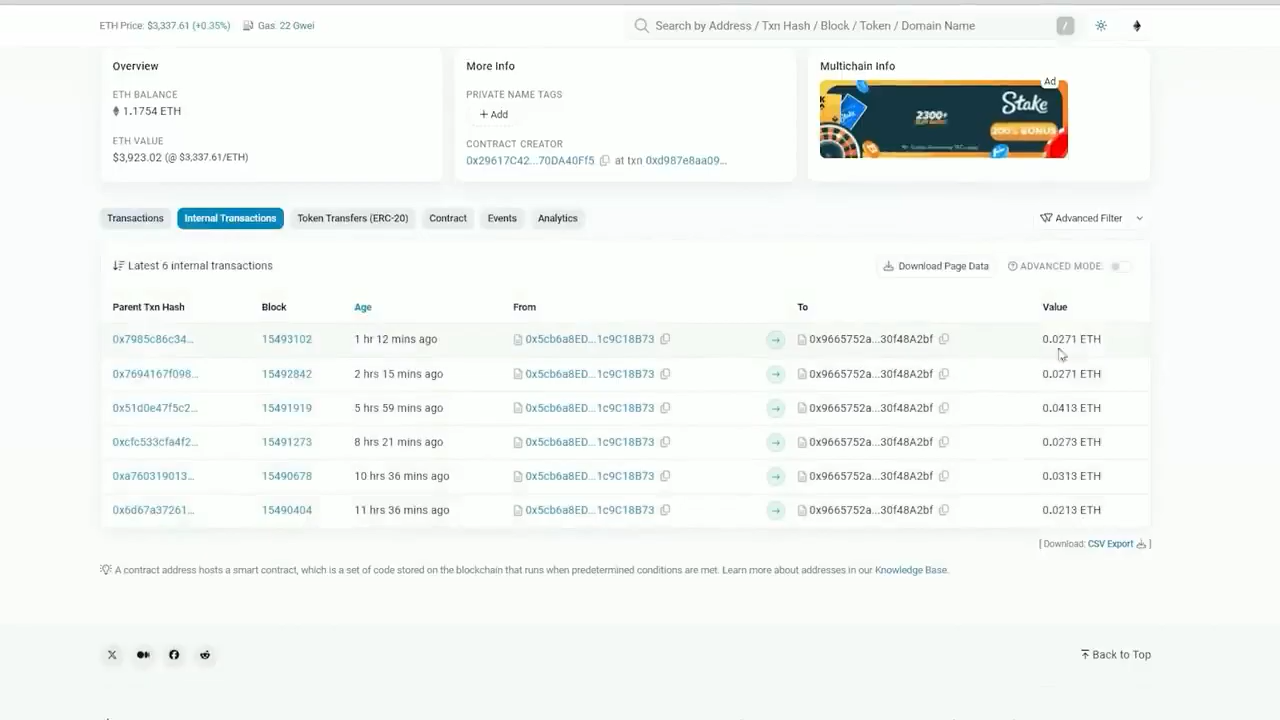 ETH Price: $3,337.61 (+0.35%) Gas: 22 Gwei
Search by Address / Txn Hash / Block / Token / Domain Name /
Overview
ETH BALANCE
1.1754 ETH
ETH VALUE
$3,923.02 (@ $3,337.61/ETH)
More Info
PRIVATE NAME TAGS
+ Add
CONTRACT CREATOR
0x29617C42...70DA40Ff5 at txn 0xd987e8aa09...
Multichain Info
Ad
Stake
2300+
200% BONUS
Transactions Internal Transactions Token Transfers (ERC-20) Contract Events Analytics Advanced Filter
Latest 6 internal transactions Download Page Data ADVANCED MODE:
Parent Txn Hash Block Age From To Value
0x7985c86c34... 15493102 1 hr 12 mins ago 0x5cb6a8ED...1c9C18B73 0x9665752a...30f48A2bf 0.0271 ETH
0x7694167f098... 15492842 2 hrs 15 mins ago 0x5cb6a8ED...1c9C18B73 0x9665752a...30f48A2bf 0.0271 ETH
0x51d0e47f5c2... 15491919 5 hrs 59 mins ago 0x5cb6a8ED...1c9C18B73 0x9665752a...30f48A2bf 0.0413 ETH
0xcfc533cfa4f2... 15491273 8 hrs 21 mins ago 0x5cb6a8ED...1c9C18B73 0x9665752a...30f48A2bf 0.0273 ETH
0xa760319013... 15490678 10 hrs 36 mins ago 0x5cb6a8ED...1c9C18B73 0x9665752a...30f48A2bf 0.0313 ETH
0x6d67a37261... 15490404 11 hrs 36 mins ago 0x5cb6a8ED...1c9C18B73 0x9665752a...30f48A2bf 0.0213 ETH
[ Download: CSV Export ]
A contract address hosts a smart contract, which is a set of code stored on the blockchain that runs when predetermined conditions are met. Learn more about addresses in our Knowledge Base.
Back to Top